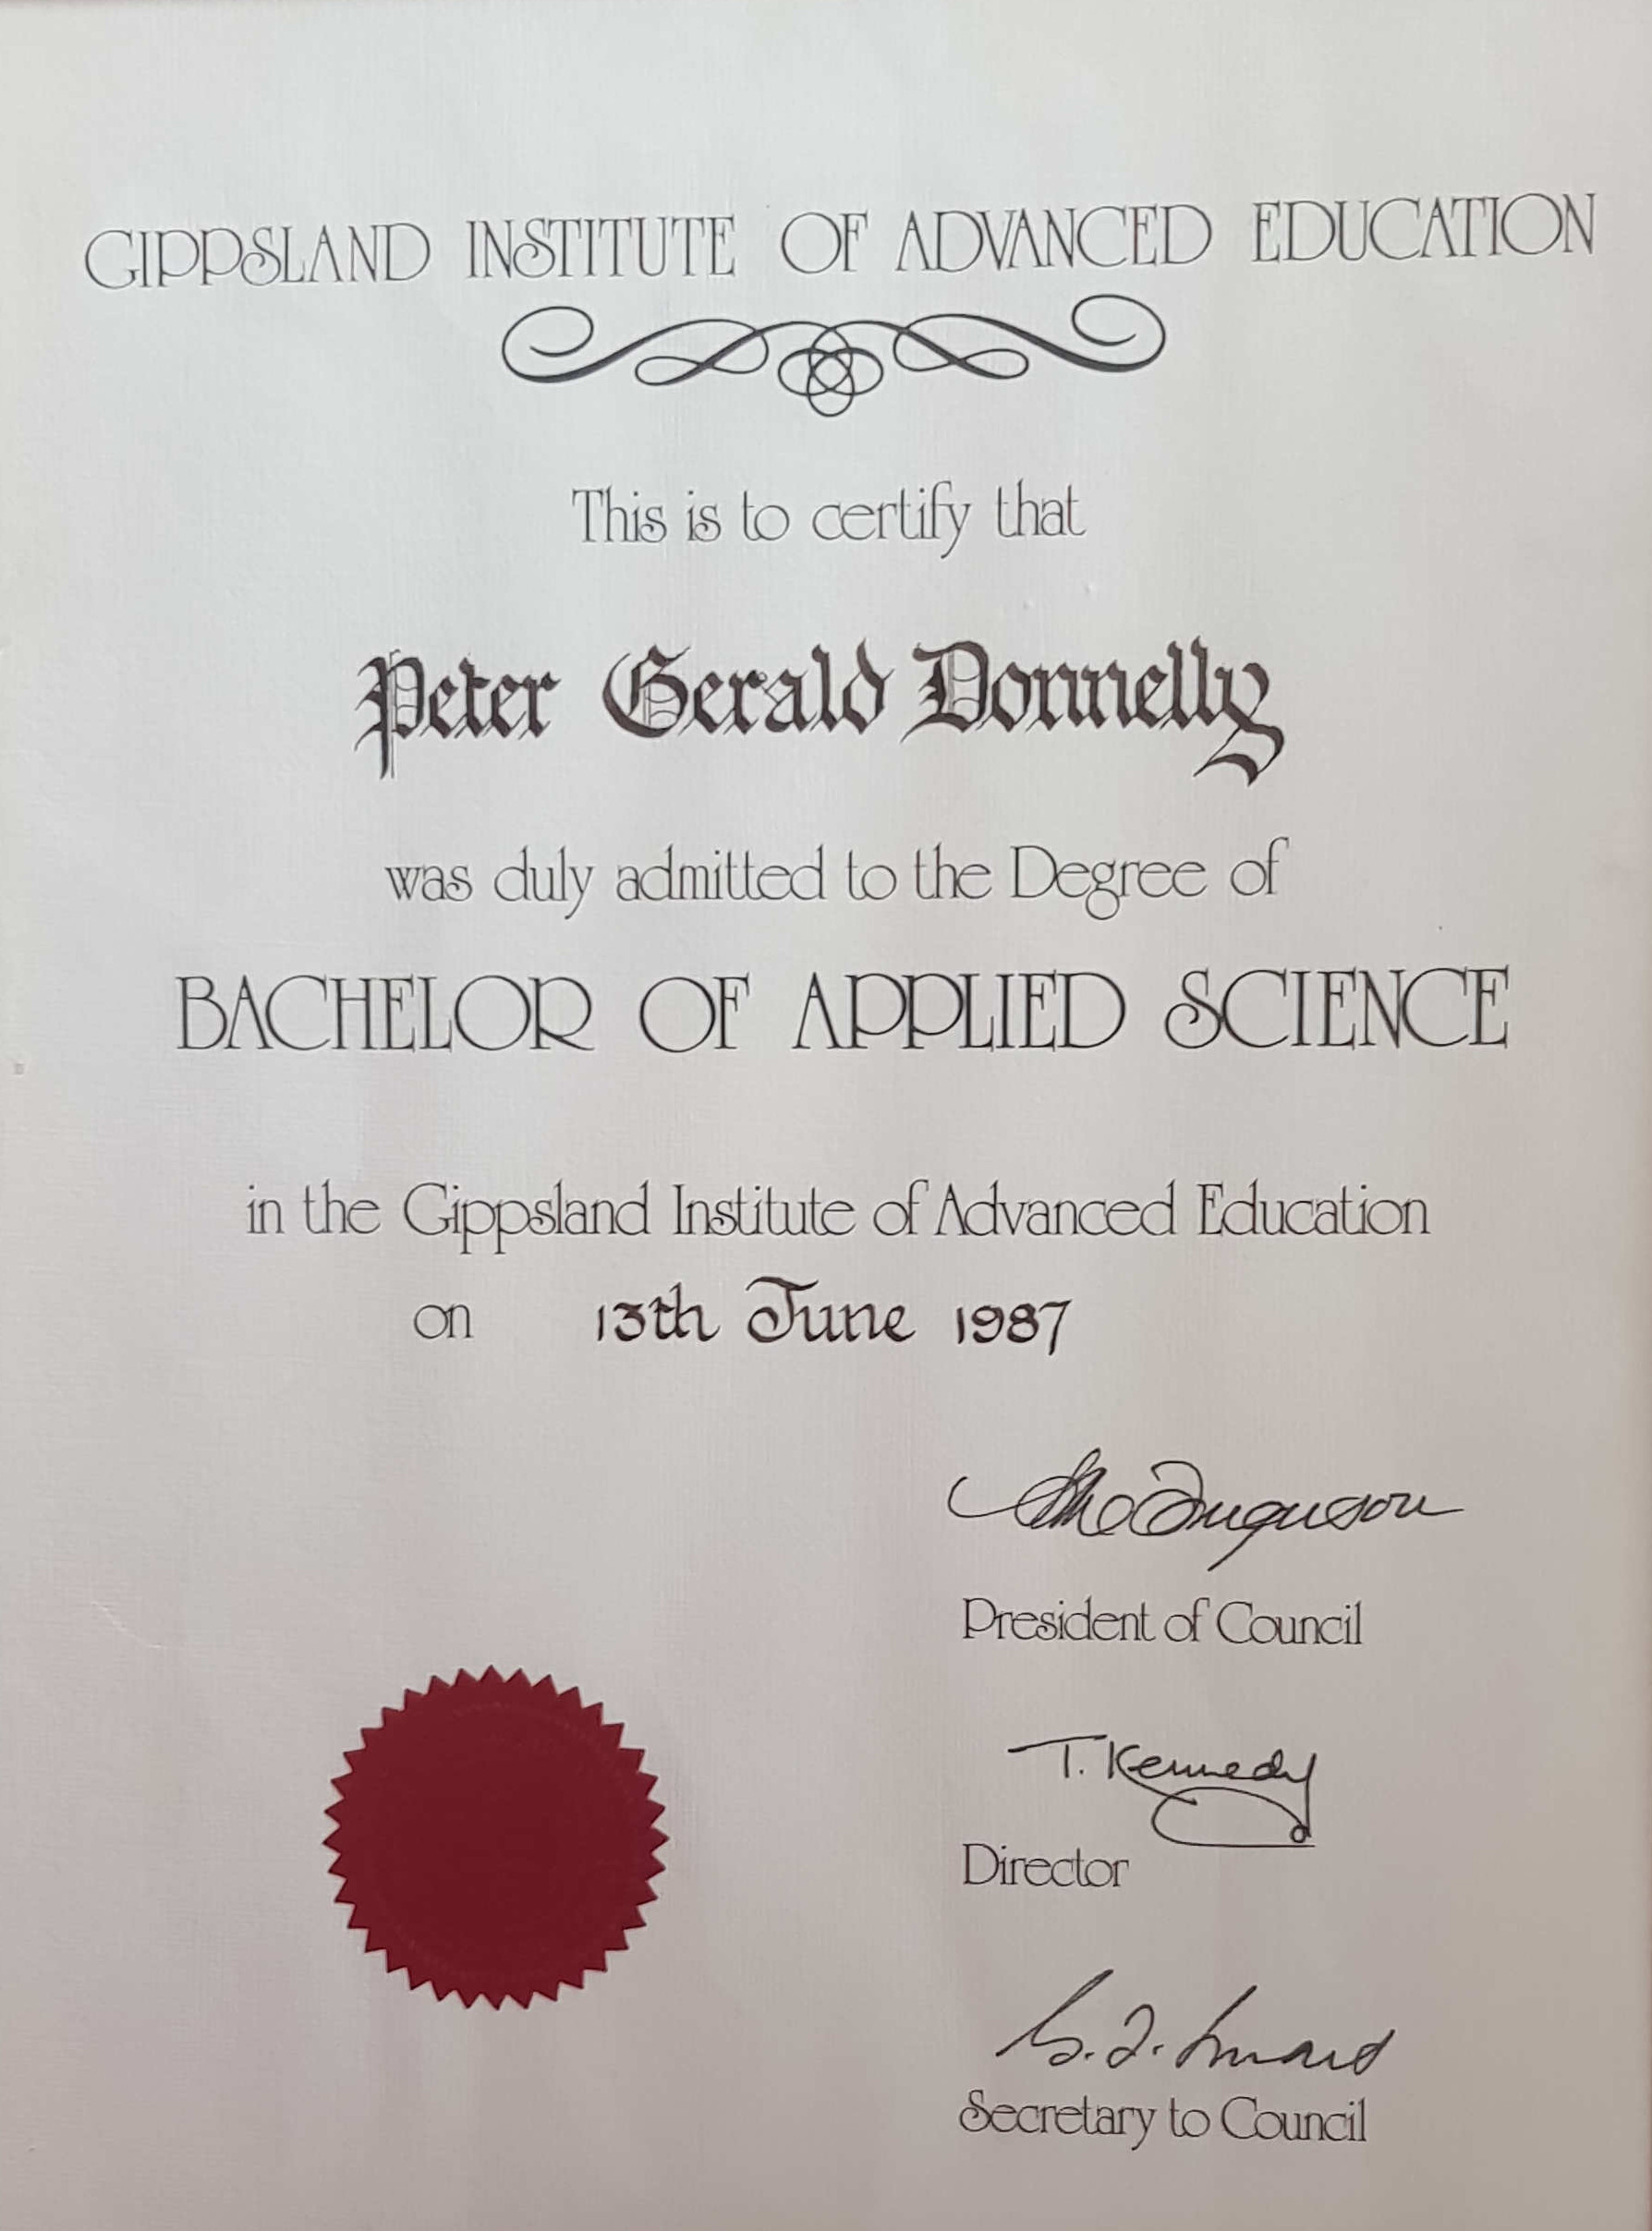 GIPPSLAND INSTITUTE OF ADVANCED EDUCATION
This is to certify that
Peter Gerald Donnelly
was duly admitted to the Degree of
BACHELOR OF APPLIED SCIENCE
in the Gippsland Institute of Advanced Education
on 13th June 1987
President of Council
T. Kennedy
Director
Secretary to Council